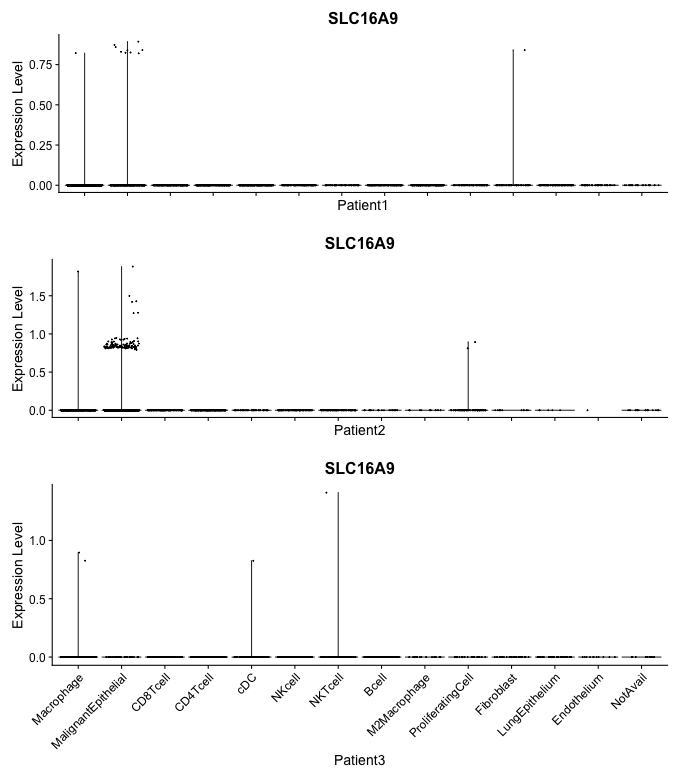 SLC16A9
Expression Level
0.75
0.50
0.25
0.00
Patient1
SLC16A9
Expression Level
1.5
1.0
0.5
0.0
Patient2
SLC16A9
Expression Level
1.0
0.5
0.0
Macrophage
MalignantEpithelial
CD8Tcell
CD4Tcell
cDC
NKcell
NKTcell
Bcell
M2Macrophage
ProliferatingCell
Fibroblast
LungEpithelium
Endothelium
NotAvail
Patient3